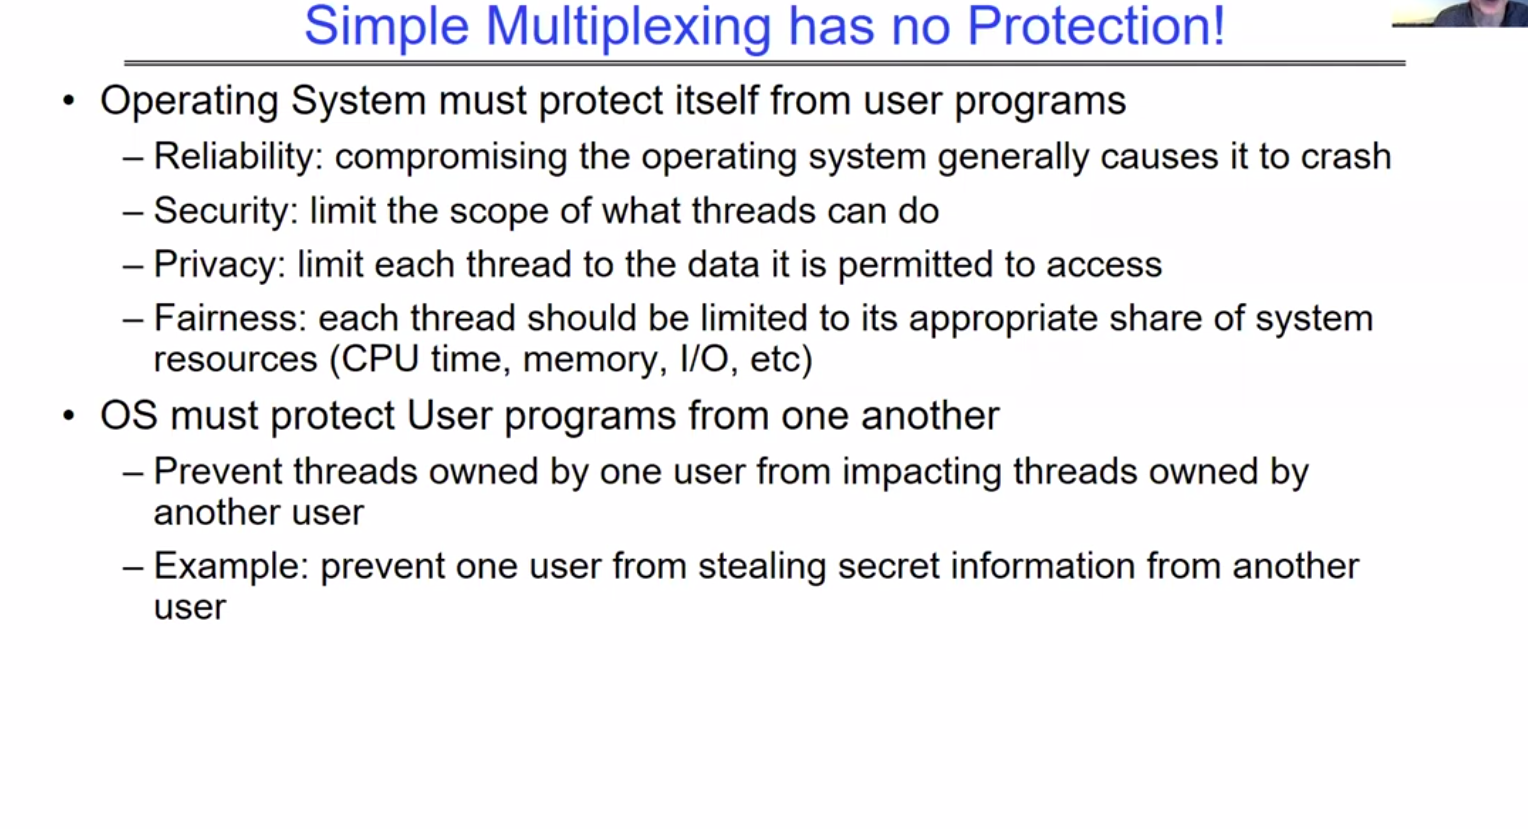 Simple Multiplexing has no Protection!
• Operating System must protect itself from user programs
– Reliability: compromising the operating system generally causes it to crash
– Security: limit the scope of what threads can do
– Privacy: limit each thread to the data it is permitted to access
– Fairness: each thread should be limited to its appropriate share of system
resources (CPU time, memory, I/O, etc)
• OS must protect User programs from one another
– Prevent threads owned by one user from impacting threads owned by
another user
– Example: prevent one user from stealing secret information from another
user